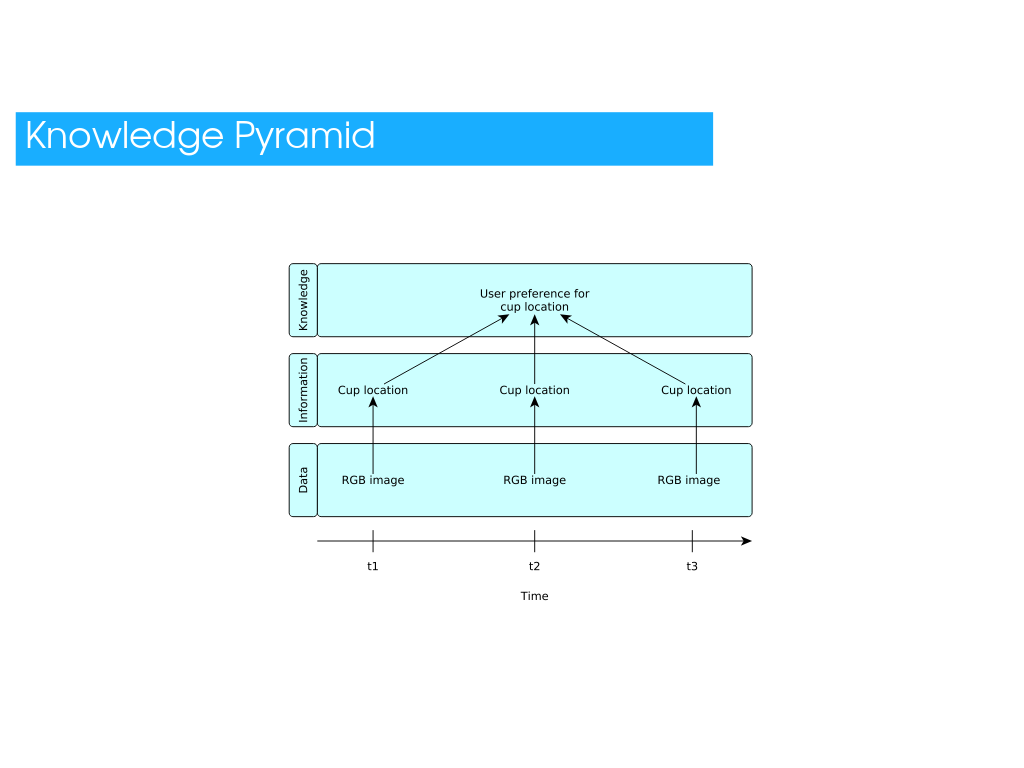 Knowledge Pyramid
Knowledge
User preference for
cup location
Information
Cup location Cup location Cup location
Data
RGB image RGB image RGB image
t1 t2 t3
Time